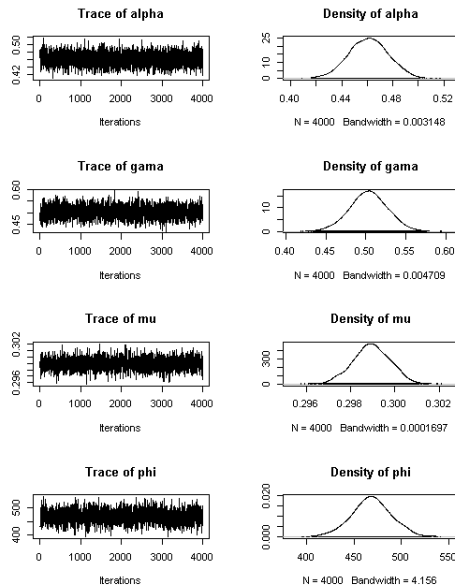 Trace of alpha
0.50
0.42
0 1000 2000 3000 4000
Iterations
Density of alpha
25
10
0
0.40 0.44 0.48 0.52
N = 4000 Bandwidth = 0.003148
Trace of gama
0.60
0.45
0 1000 2000 3000 4000
Iterations
Density of gama
10
0
0.40 0.45 0.50 0.55 0.60
N = 4000 Bandwidth = 0.004709
Trace of mu
0.302
0.296
0 1000 2000 3000 4000
Iterations
Density of mu
300
0
0.296 0.298 0.300 0.302
N = 4000 Bandwidth = 0.0001697
Trace of phi
500
400
0 1000 2000 3000 4000
Iterations
Density of phi
0.020
0.000
400 450 500 550
N = 4000 Bandwidth = 4.156